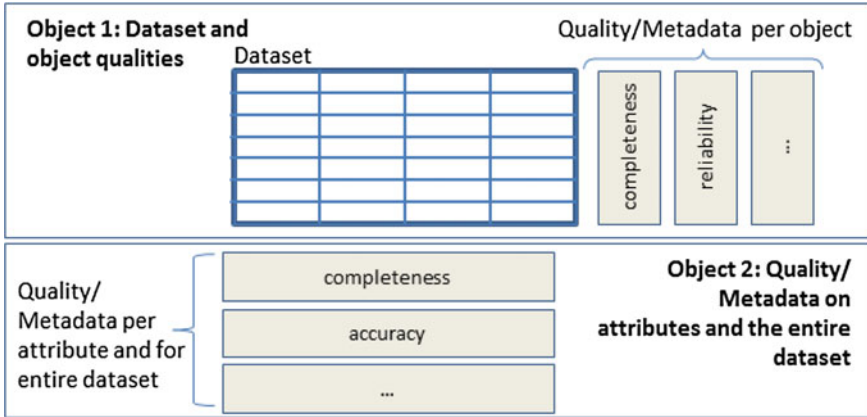 Object 1: Dataset and
object qualities
Dataset
Quality/Metadata per object
completeness
reliability
...
Quality/
Metadata per
attribute and for
entire dataset
completeness
accuracy
...
Object 2: Quality/
Metadata on
attributes and the entire
dataset